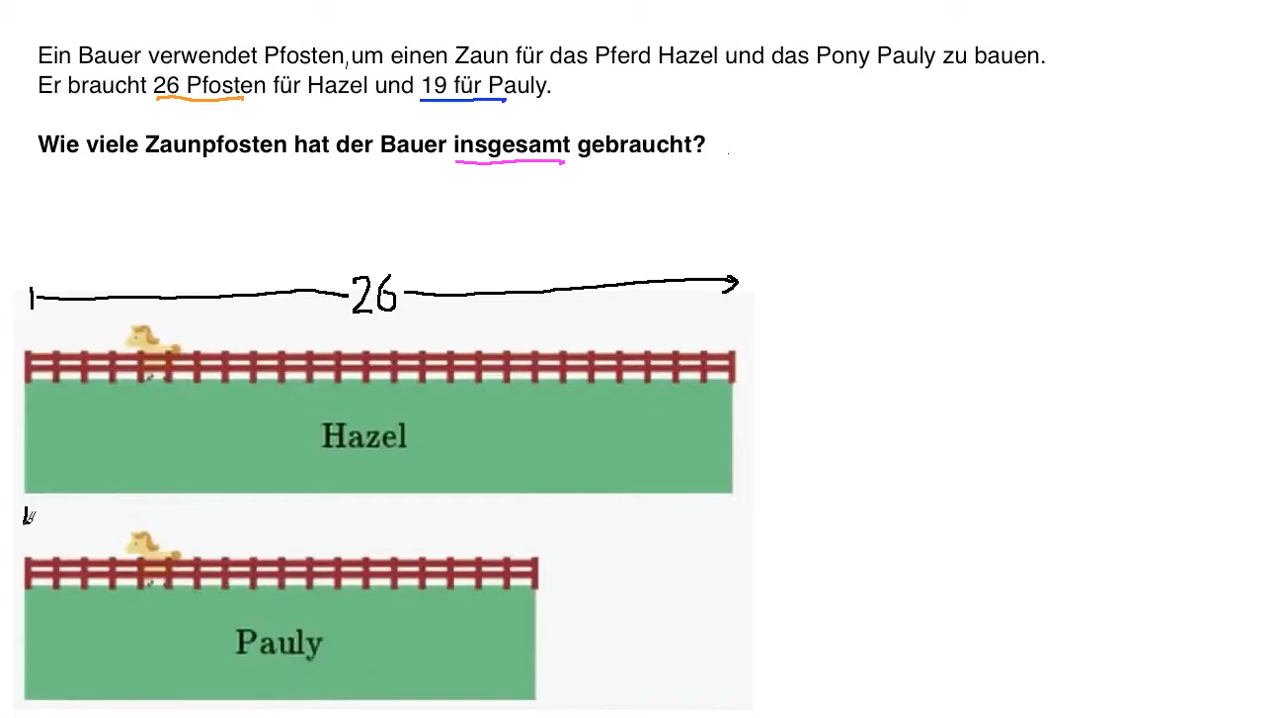 Ein Bauer verwendet Pfosten, um einen Zaun für das Pferd Hazel und das Pony Pauly zu bauen.
Er braucht 26 Pfosten für Hazel und 19 für Pauly.
Wie viele Zaunpfosten hat der Bauer insgesamt gebraucht?
26
Hazel
Pauly